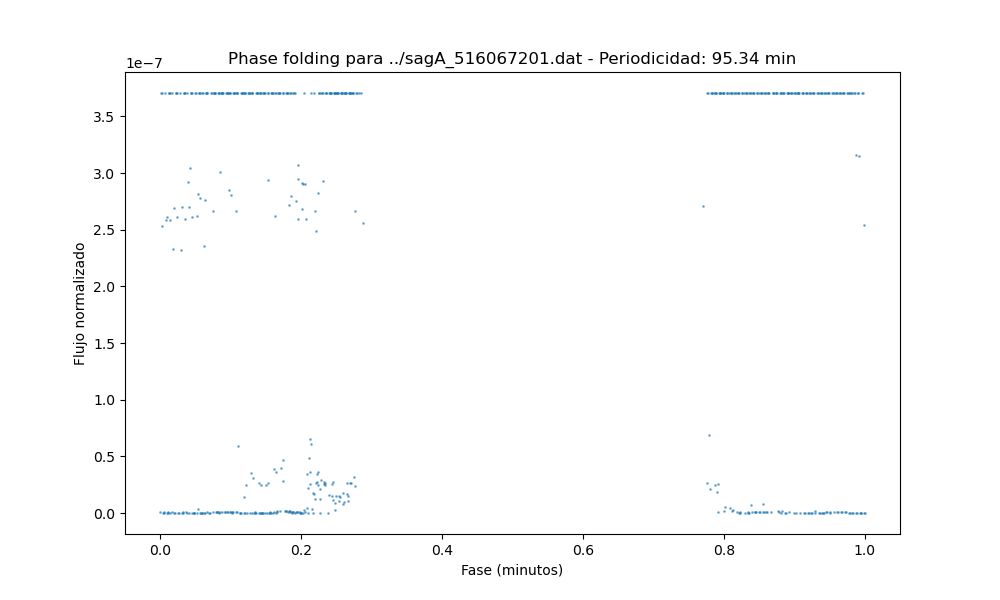 Phase folding para ../sagA_516067201.dat - Periodicidad: 95.34 min
1e−7
3.5
3.0
2.5
2.0
1.5
1.0
0.5
0.0
Flujo normalizado
0.0 0.2 0.4 0.6 0.8 1.0
Fase (minutos)